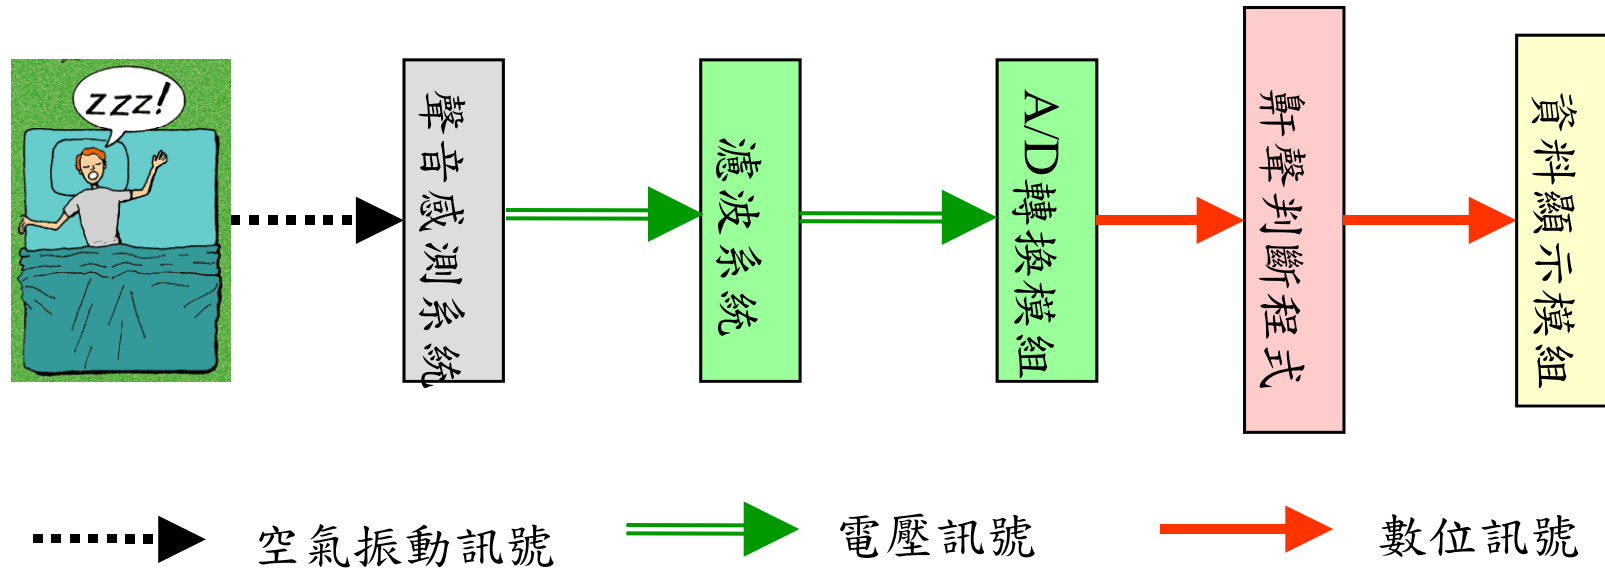 zzz!
聲音感測系統
濾波系統
A/D轉換模組
鼾聲判斷程式
資料顯示模組
空氣振動訊號
電壓訊號
數位訊號